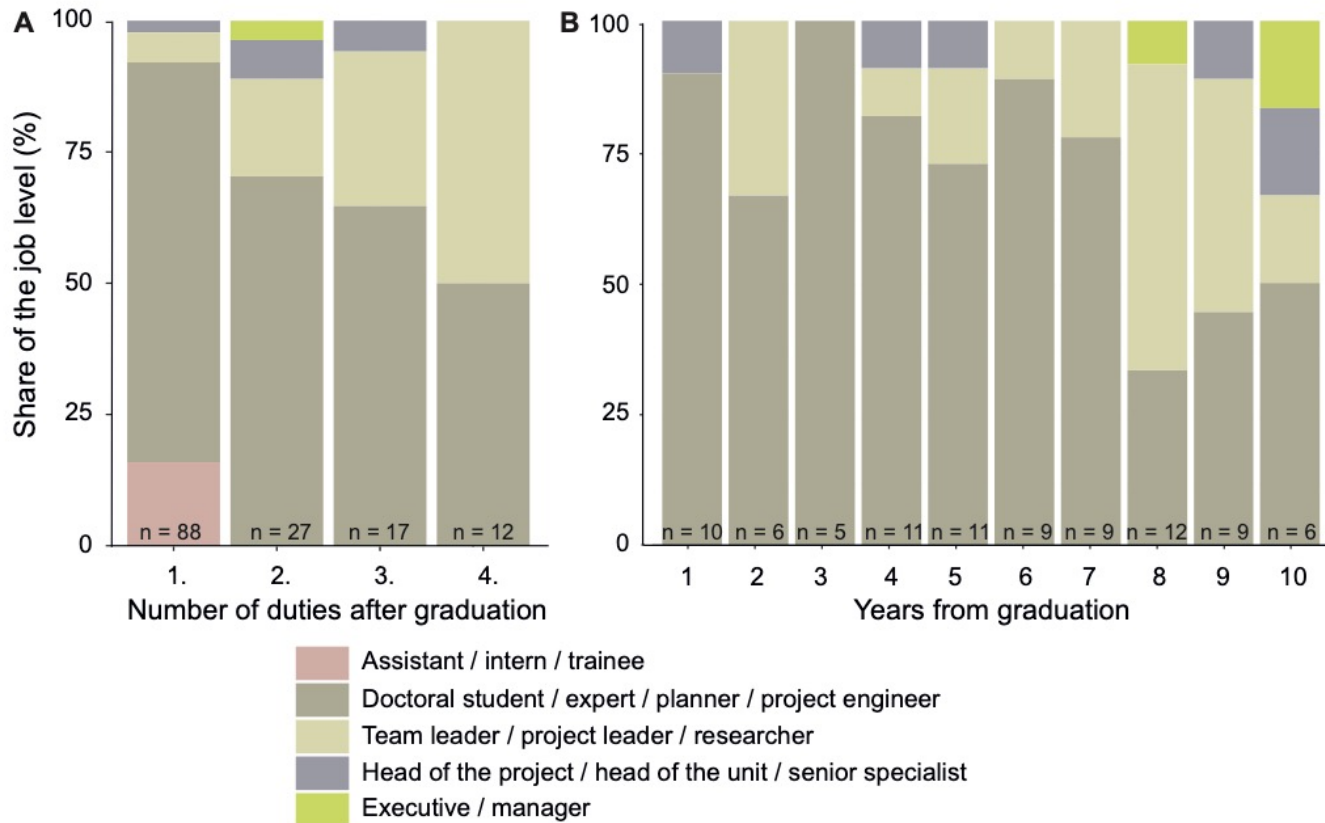 A
B
Share of the job level (%)
100
75
50
25
0
n = 88
n = 27
n = 17
n = 12
1.
2.
3.
4.
Number of duties after graduation
100
75
50
25
0
n = 10
n = 6
n = 5
n = 11
n = 11
n = 9
n = 9
n = 12
n = 9
n = 6
1
2
3
4
5
6
7
8
9
10
Years from graduation
Assistant / intern / trainee
Doctoral student / expert / planner / project engineer
Team leader / project leader / researcher
Head of the project / head of the unit / senior specialist
Executive / manager